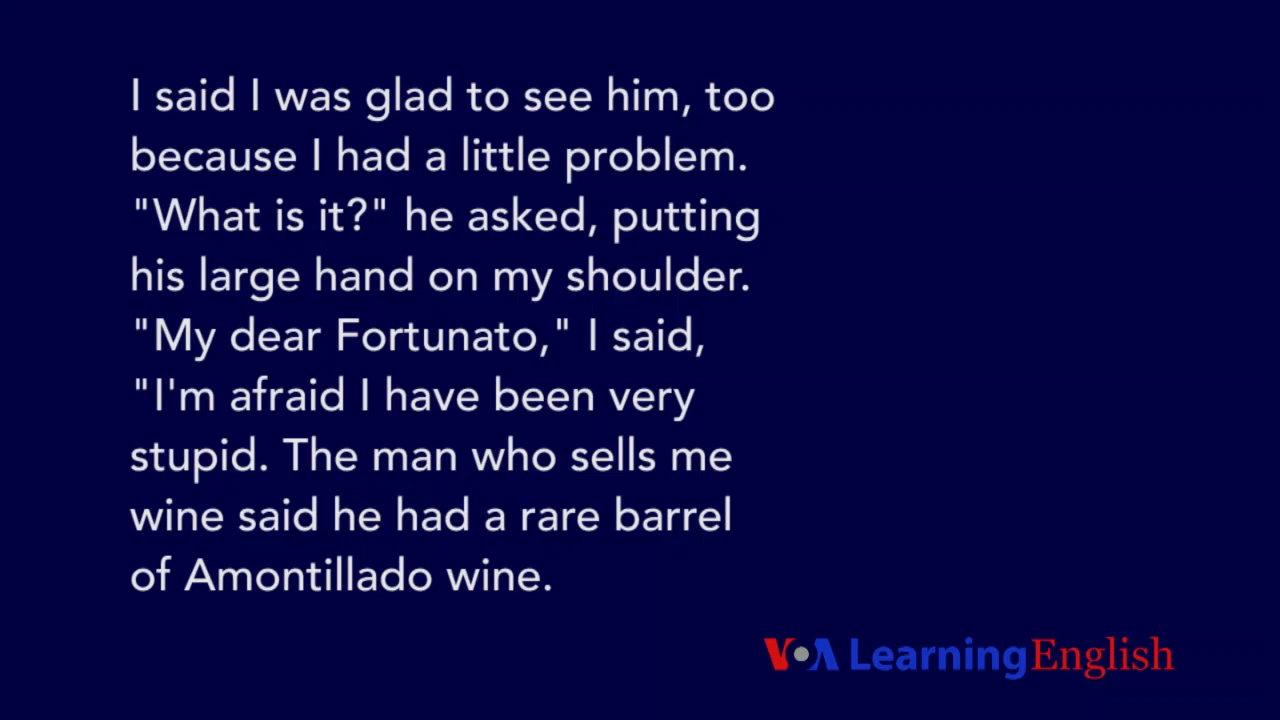 I said I was glad to see him, too
because I had a little problem.
"What is it?" he asked, putting
his large hand on my shoulder.
"My dear Fortunato," I said,
"I'm afraid I have been very
stupid. The man who sells me
wine said he had a rare barrel
of Amontillado wine.
VOA Learning English